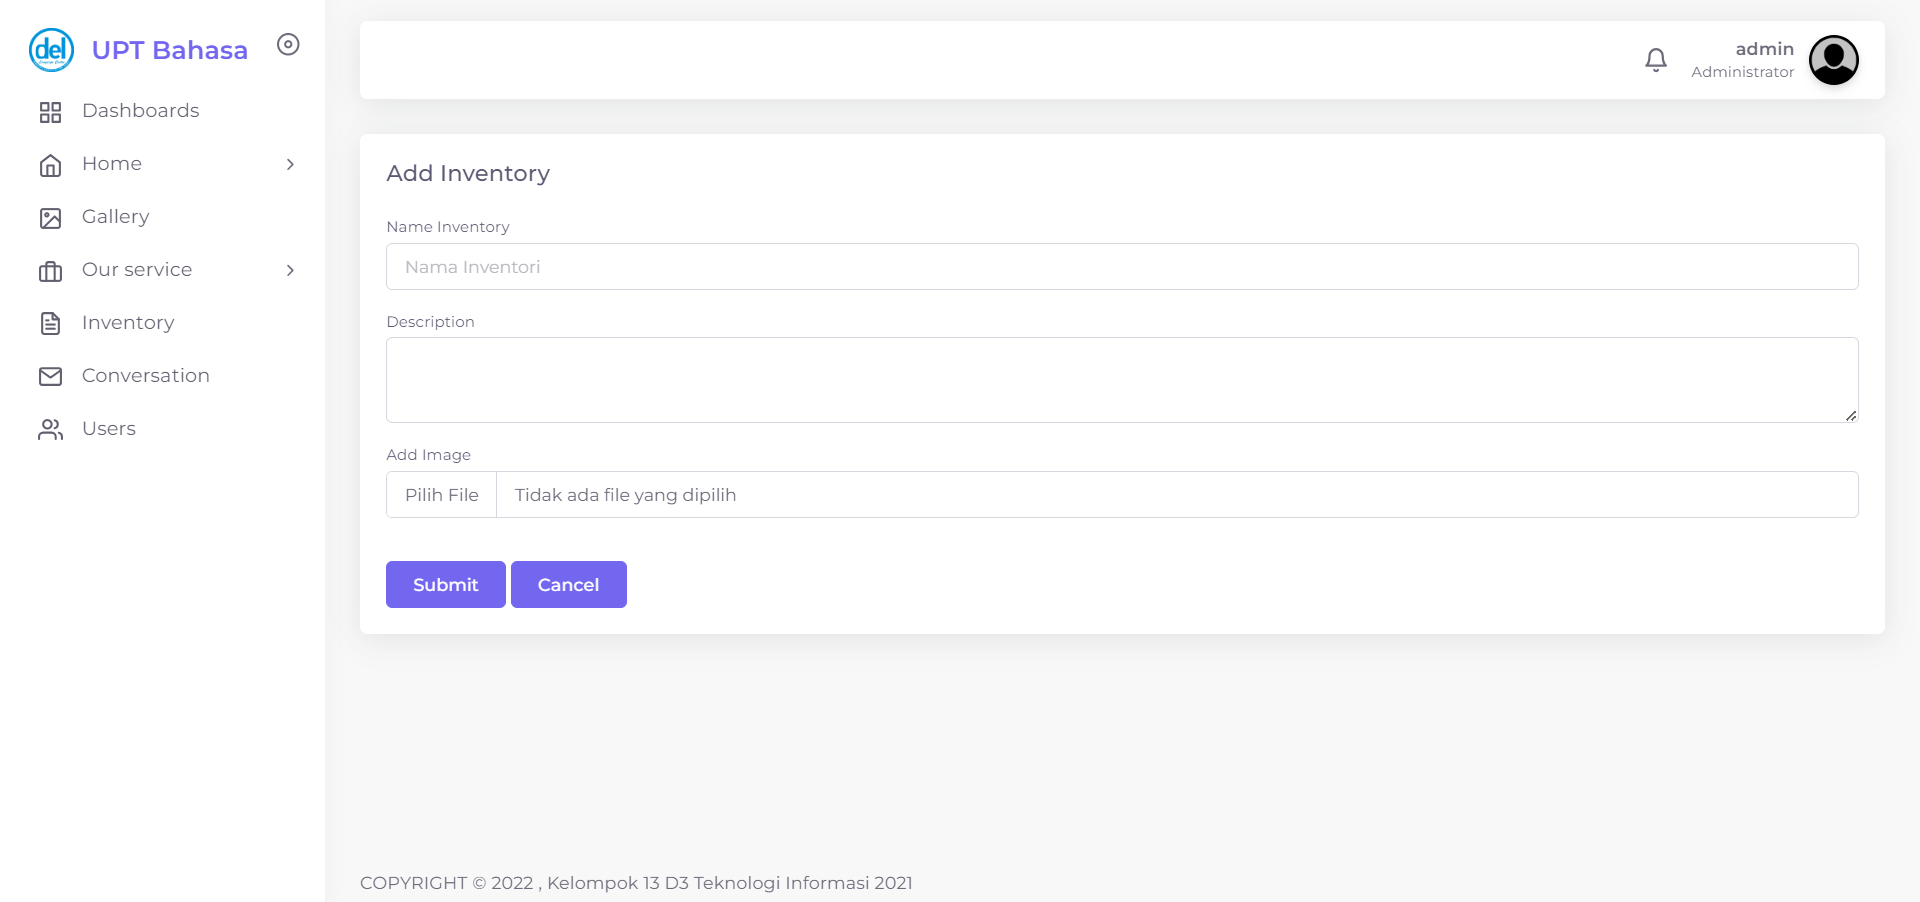 del
UPT Bahasa
Dashboards
Home
Gallery
Our service
Inventory
Conversation
Users
admin
Administrator
Add Inventory
Name Inventory
Nama Inventori
Description
Add Image
Pilih File Tidak ada file yang dipilih
Submit Cancel
COPYRIGHT © 2022 , Kelompok 13 D3 Teknologi Informasi 2021